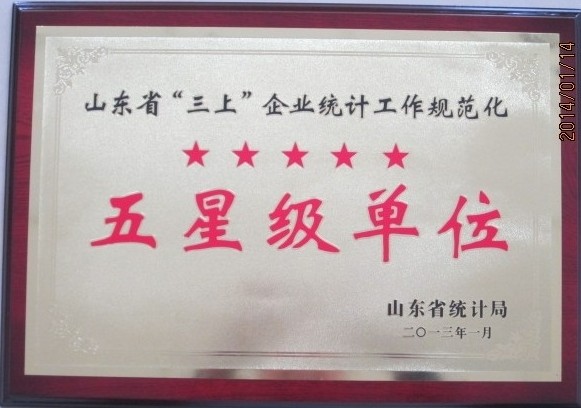 山东省“三上”企业统计工作规范化
★★★★★
五星级单位
山东省统计局
二〇一三年一月
2014/01/14